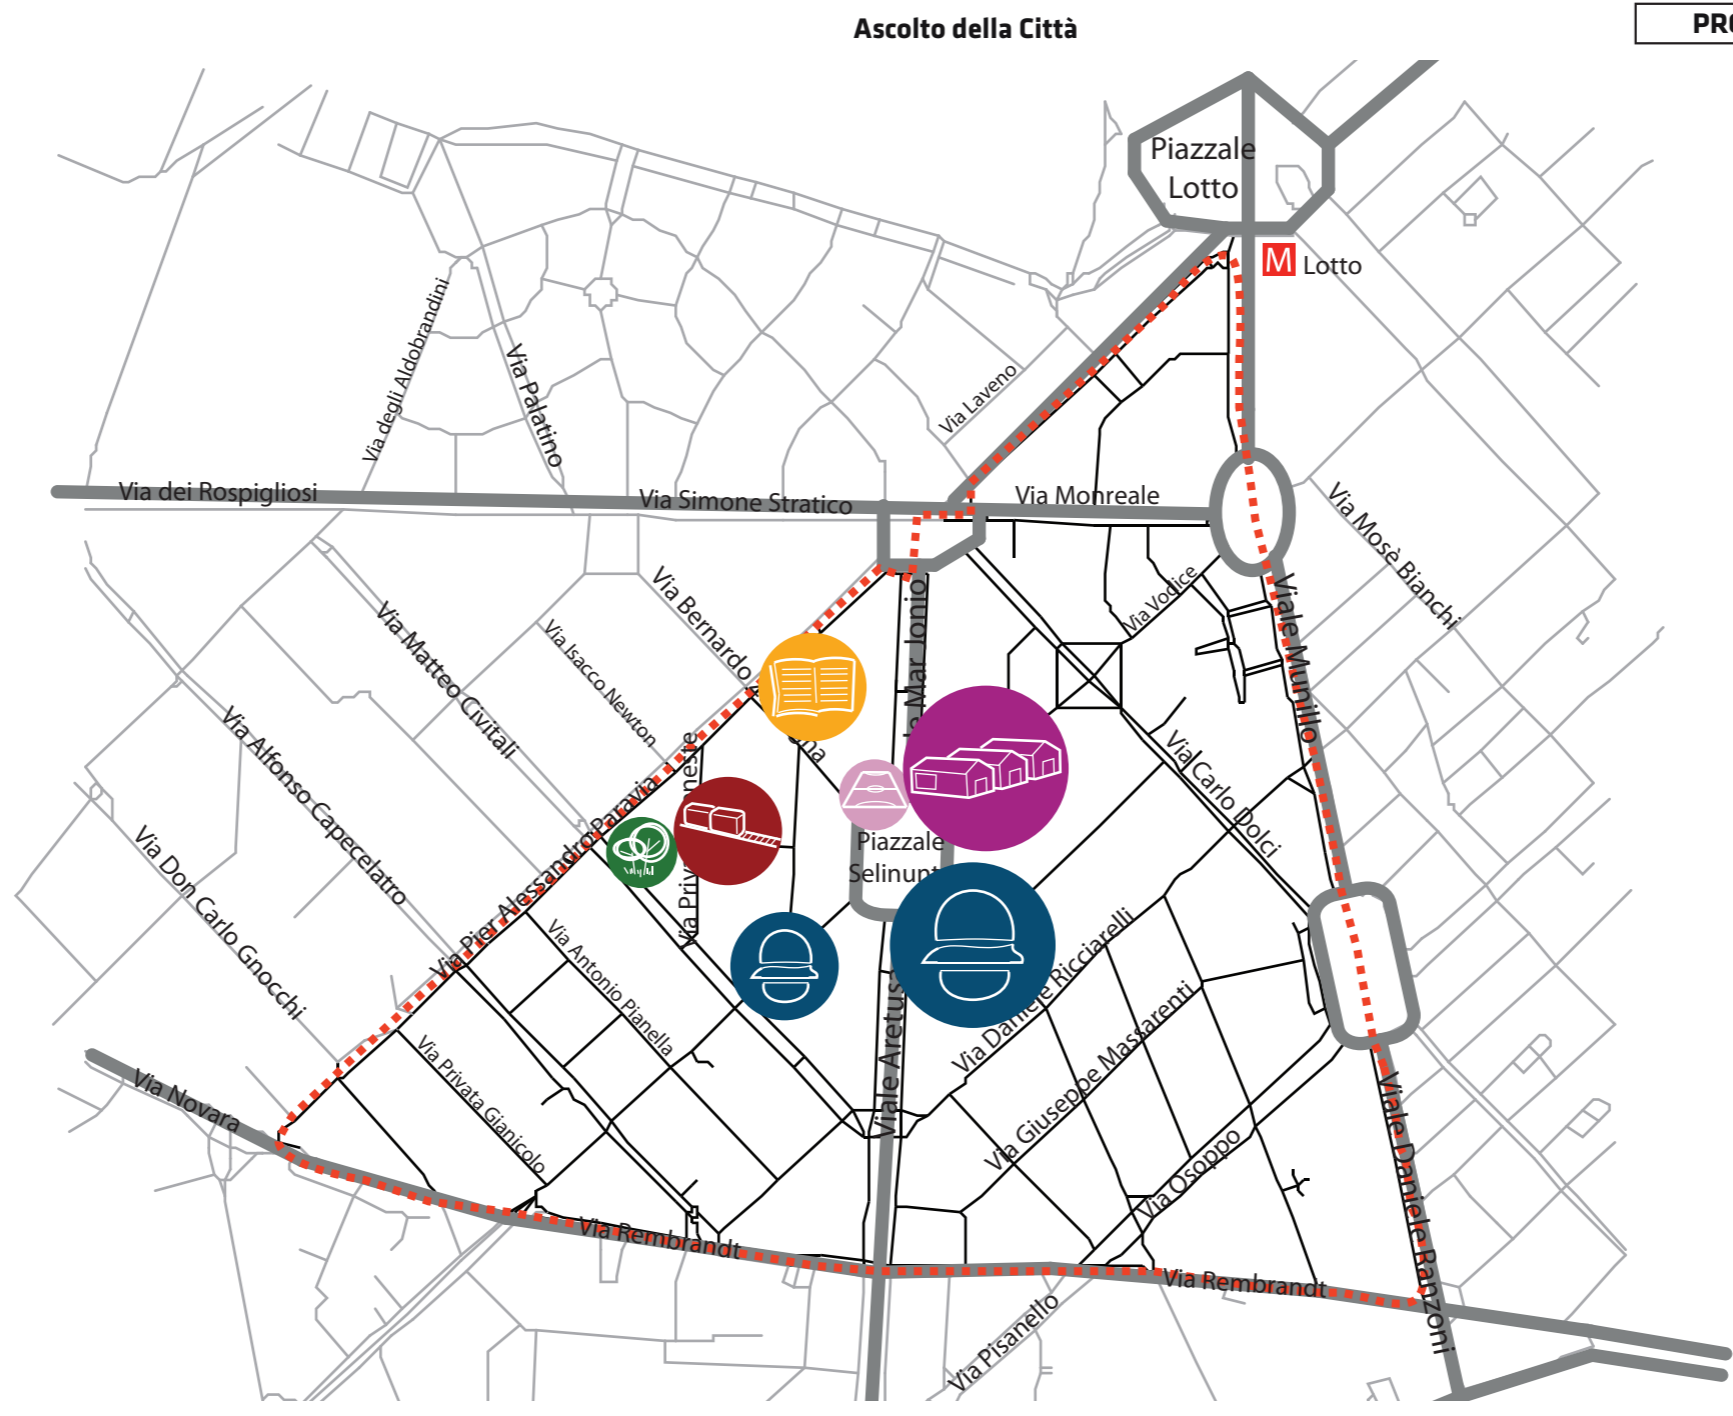 Ascolto della Città
Piazzale
Lotto
M
Lotto
Via degli Aldobrandini
Via Palatino
Via Laveno
Via dei Rospigliosi
Via Simone Stratico
Via Monreale
Via Mosè Bianchi
Via Vodice
Viale Murillo
Via Bernardo
Via Isacco Newton
Via Matteo Civitali
Via Alfonso Capecelatro
Via Don Carlo Gnocchi
Mar Jonio
Via Carlo Dolci
Piazzale
Via Pier Alessandro Paravia
Via Antonio Pianella
Via Privata Gianicolo
Via Daniele Ricciarelli
Via Giuseppe Massarenti
Via Osoppo
Viale Aretusa
Viale Daniele Ranzoni
Via Novara
Via Rembrandt
Via Rembrandt
Via Pisanello